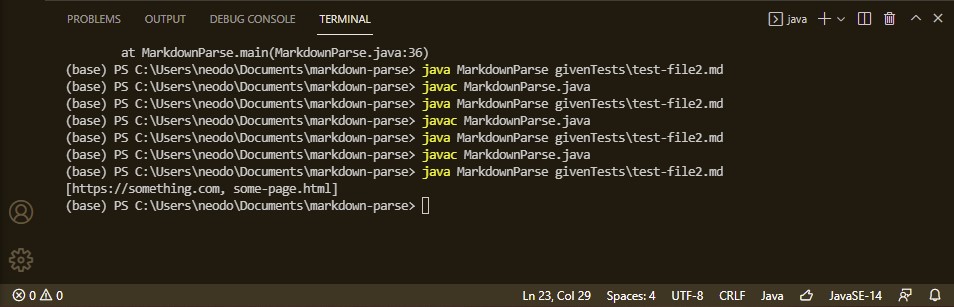 PROBLEMS OUTPUT DEBUG CONSOLE TERMINAL java
at MarkdownParse.main(MarkdownParse.java:36)
(base) PS C:\Users\neodo\Documents\markdown-parse> java MarkdownParse givenTests\test-file2.md
(base) PS C:\Users\neodo\Documents\markdown-parse> javac MarkdownParse.java
(base) PS C:\Users\neodo\Documents\markdown-parse> java MarkdownParse givenTests\test-file2.md
(base) PS C:\Users\neodo\Documents\markdown-parse> javac MarkdownParse.java
(base) PS C:\Users\neodo\Documents\markdown-parse> java MarkdownParse givenTests\test-file2.md
(base) PS C:\Users\neodo\Documents\markdown-parse> javac MarkdownParse.java
(base) PS C:\Users\neodo\Documents\markdown-parse> java MarkdownParse givenTests\test-file2.md
[https://something.com, some-page.html]
(base) PS C:\Users\neodo\Documents\markdown-parse>
0 0 Ln 23, Col 29 Spaces: 4 UTF-8 CRLF Java JavaSE-14